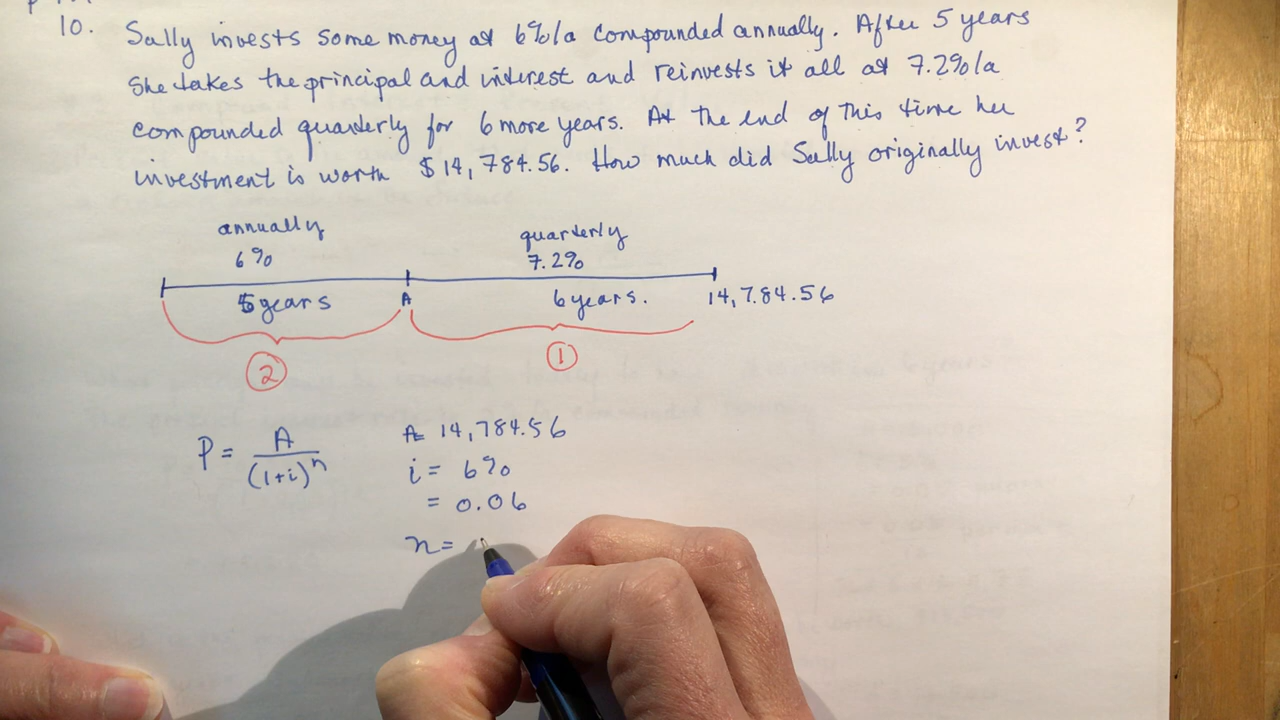 10. Sally invests some money at 6%/a compounded annually. After 5 years
She takes the principal and interest and reinvests it all at 7.2%/a
compounded quarterly for 6 more years. At the end of this time her
investment is worth $14,784.56. How much did Sally originally invest?
annually quarterly
6% 7.2%
5 years A 6 years. 14,784.56
② ①
P = A/(1+i)^n
A = 14,784.56
i = 6%
= 0.06
n =